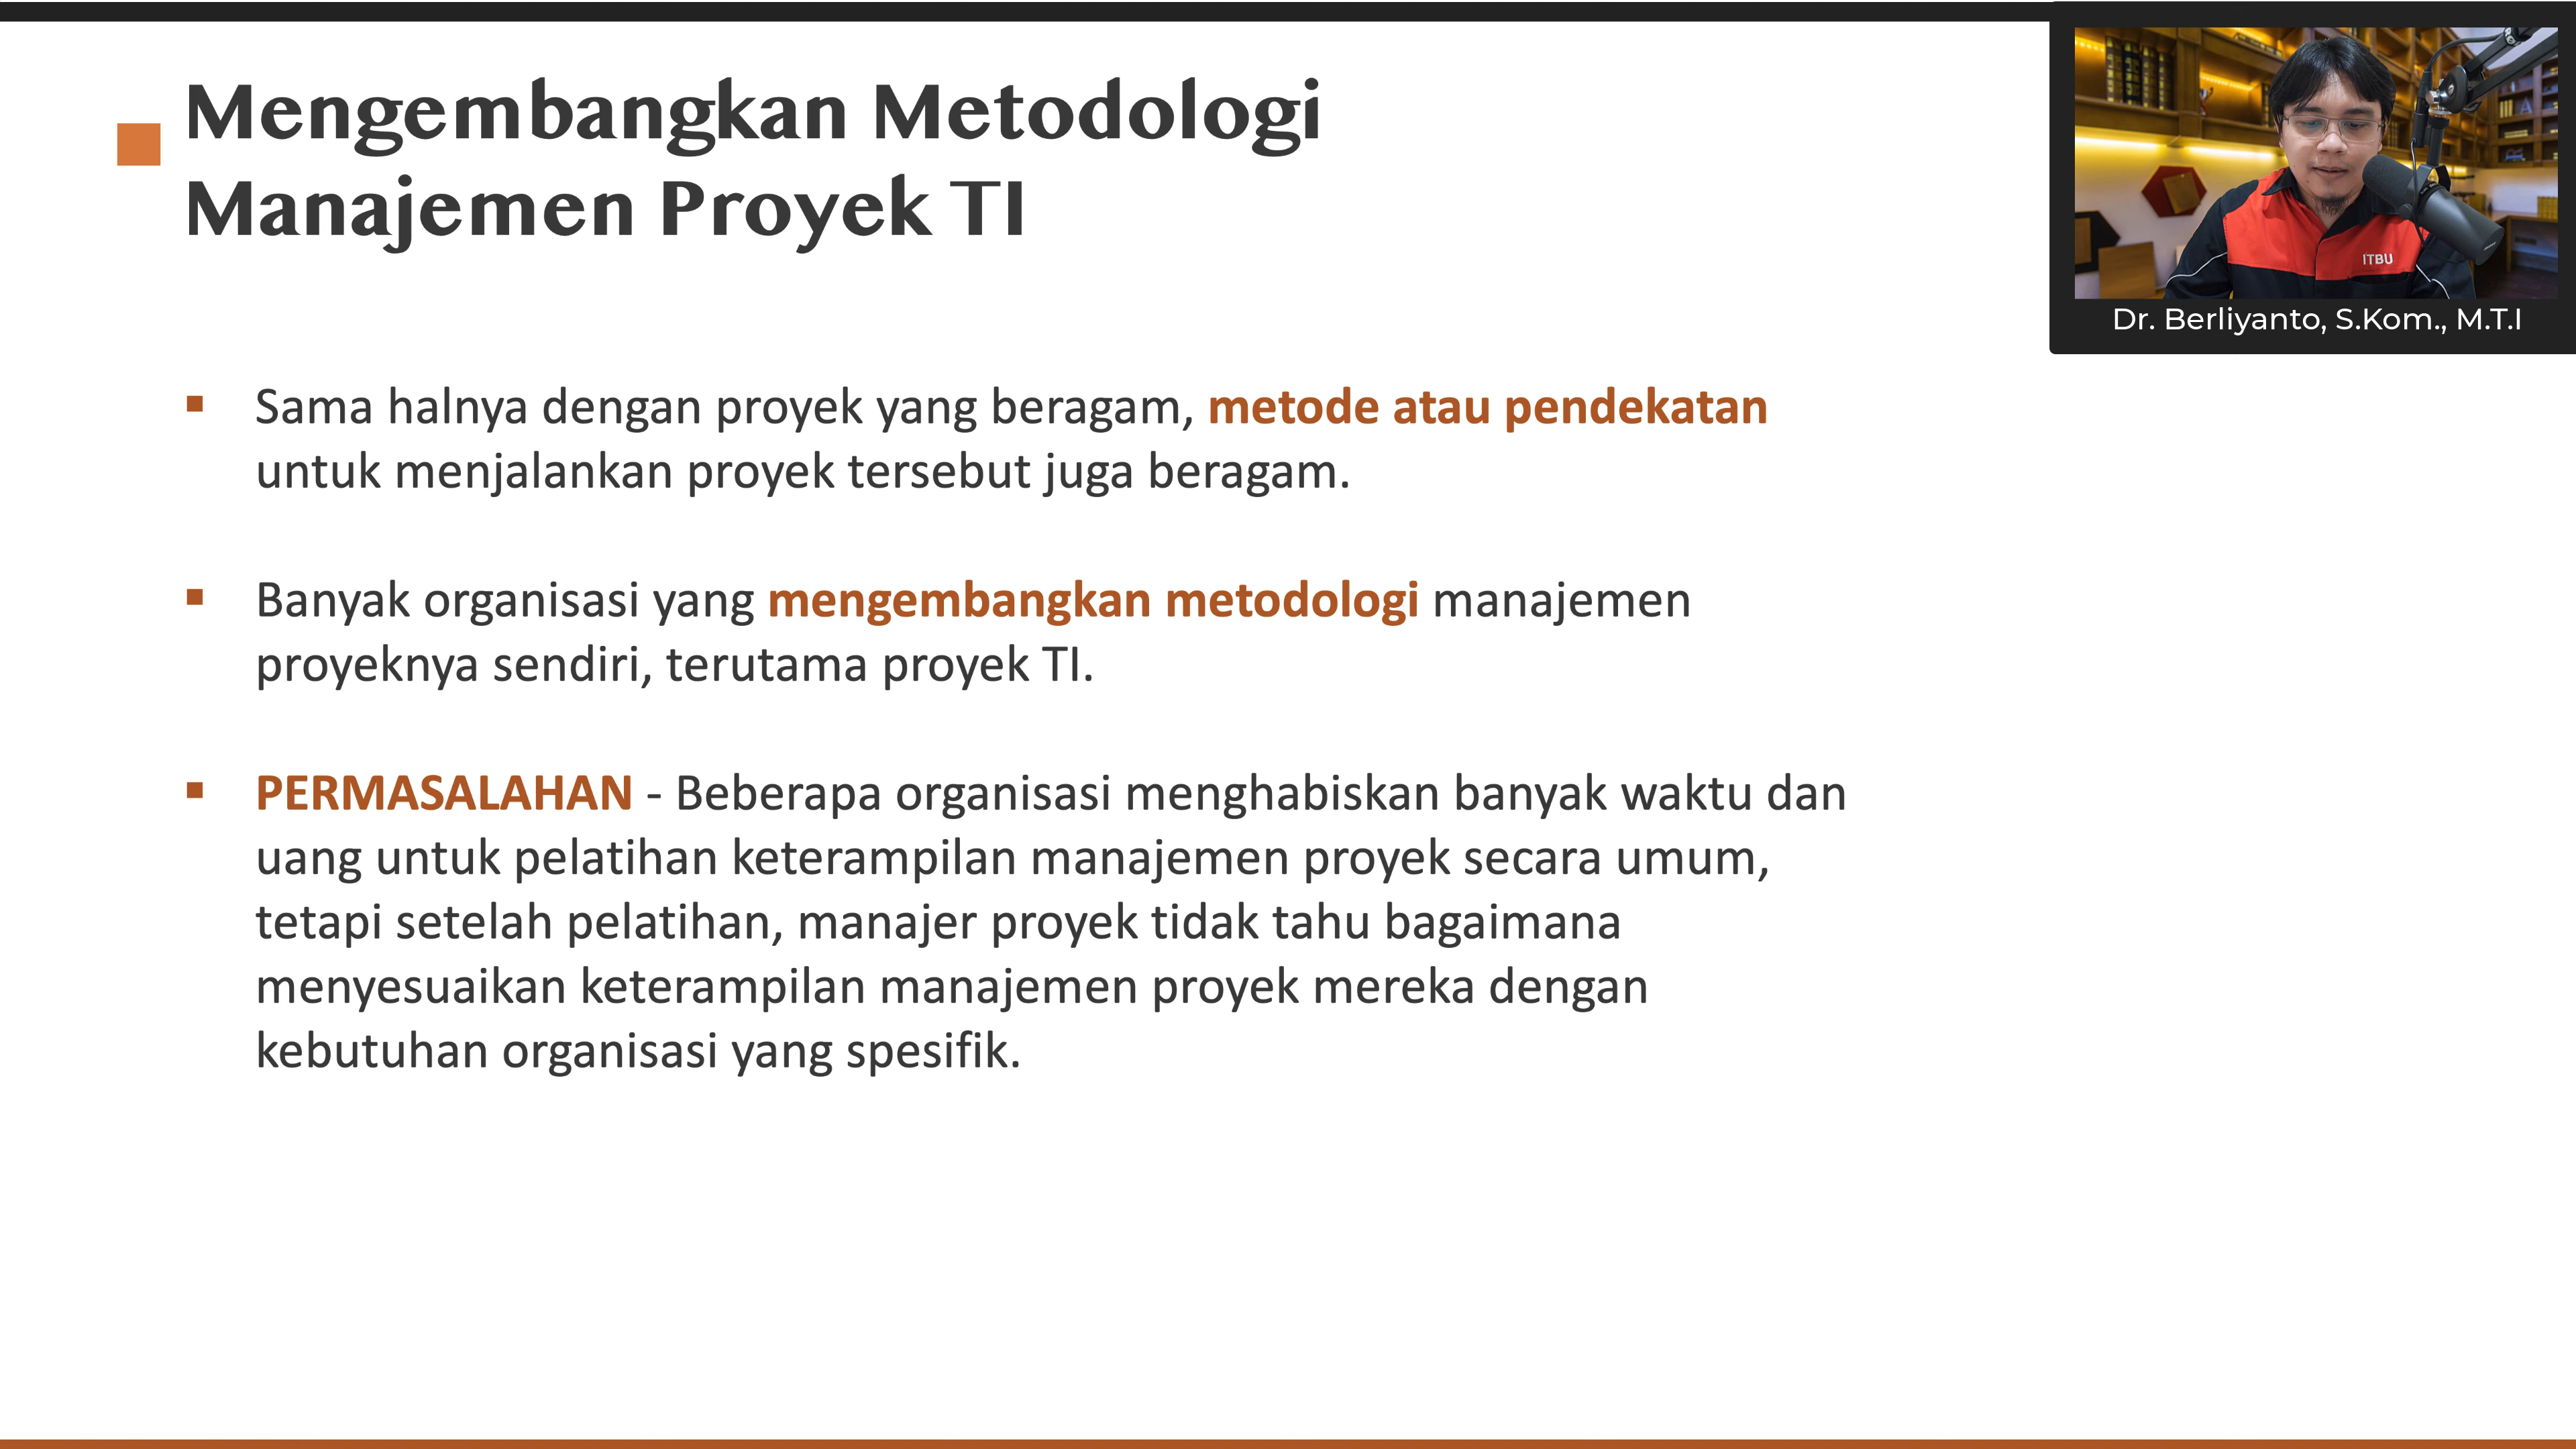 Mengembangkan Metodologi
Manajemen Proyek TI
ITBU
Dr. Berliyanto, S.Kom., M.T.I
Sama halnya dengan proyek yang beragam, metode atau pendekatan
untuk menjalankan proyek tersebut juga beragam.
Banyak organisasi yang mengembangkan metodologi manajemen
proyeknya sendiri, terutama proyek TI.
PERMASALAHAN - Beberapa organisasi menghabiskan banyak waktu dan
uang untuk pelatihan keterampilan manajemen proyek secara umum,
tetapi setelah pelatihan, manajer proyek tidak tahu bagaimana
menyesuaikan keterampilan manajemen proyek mereka dengan
kebutuhan organisasi yang spesifik.